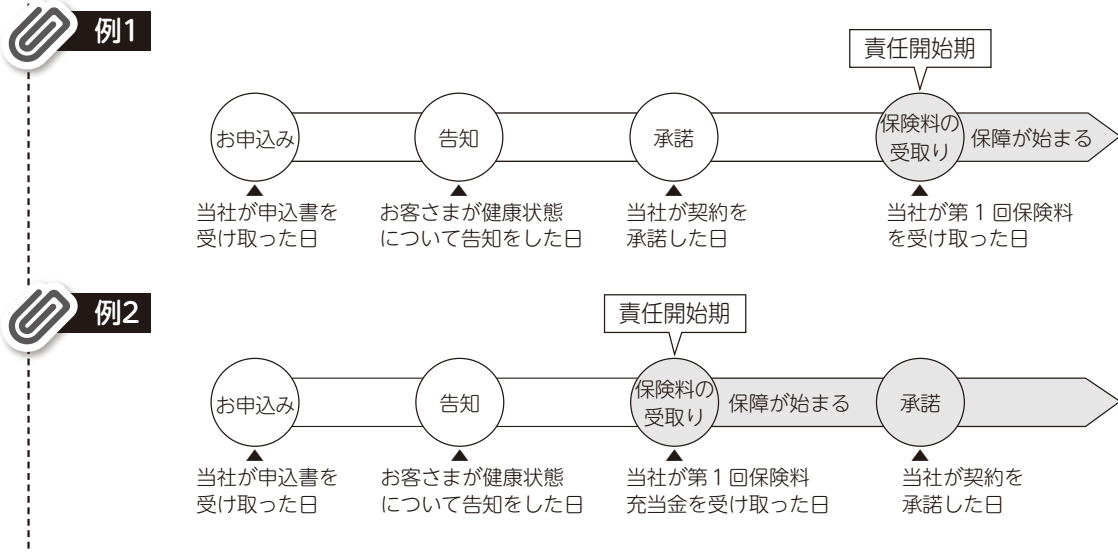 例1
責任開始期
お申込み
告知
承諾
保険料の
受取り
保障が始まる
当社が申込書を
受け取った日
お客さまが健康状態
について告知をした日
当社が契約を
承諾した日
当社が第1回保険料
を受け取った日
例2
責任開始期
お申込み
告知
保険料の
受取り
保障が始まる
承諾
当社が申込書を
受け取った日
お客さまが健康状態
について告知をした日
当社が第1回保険料
充当金を受け取った日
当社が契約を
承諾した日